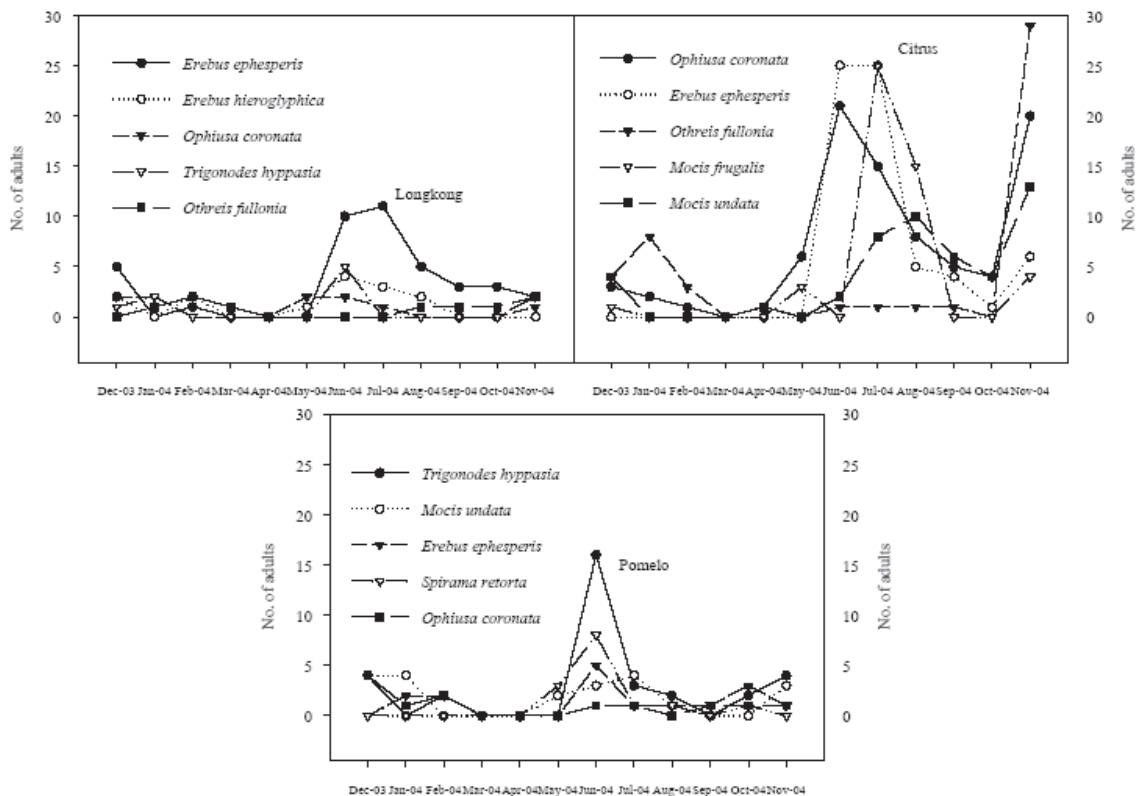 30
25
20
15
10
5
0
No. of adults
Erebus ephesperis
Erebus hieroglyphica
Ophiusa coronata
Trigonodes hyppasia
Othreis fullonia
Longkong
Dec-03 Jan-04 Feb-04 Mar-04 Apr-04 May-04 Jun-04 Jul-04 Aug-04 Sep-04 Oct-04 Nov-04
Citrus
Ophiusa coronata
Erebus ephesperis
Othreis fullonia
Mocis frugalis
Mocis undata
30
25
20
15
10
5
0
No. of adults
Dec-03 Jan-04 Feb-04 Mar-04 Apr-04 May-04 Jun-04 Jul-04 Aug-04 Sep-04 Oct-04 Nov-04
30
25
20
15
10
5
0
No. of adults
Trigonodes hyppasia
Mocis undata
Erebus ephesperis
Spirama retorta
Ophiusa coronata
Pomelo
30
25
20
15
10
5
0
No. of adults
Dec-03 Jan-04 Feb-04 Mar-04 Apr-04 May-04 Jun-04 Jul-04 Aug-04 Sep-04 Oct-04 Nov-04